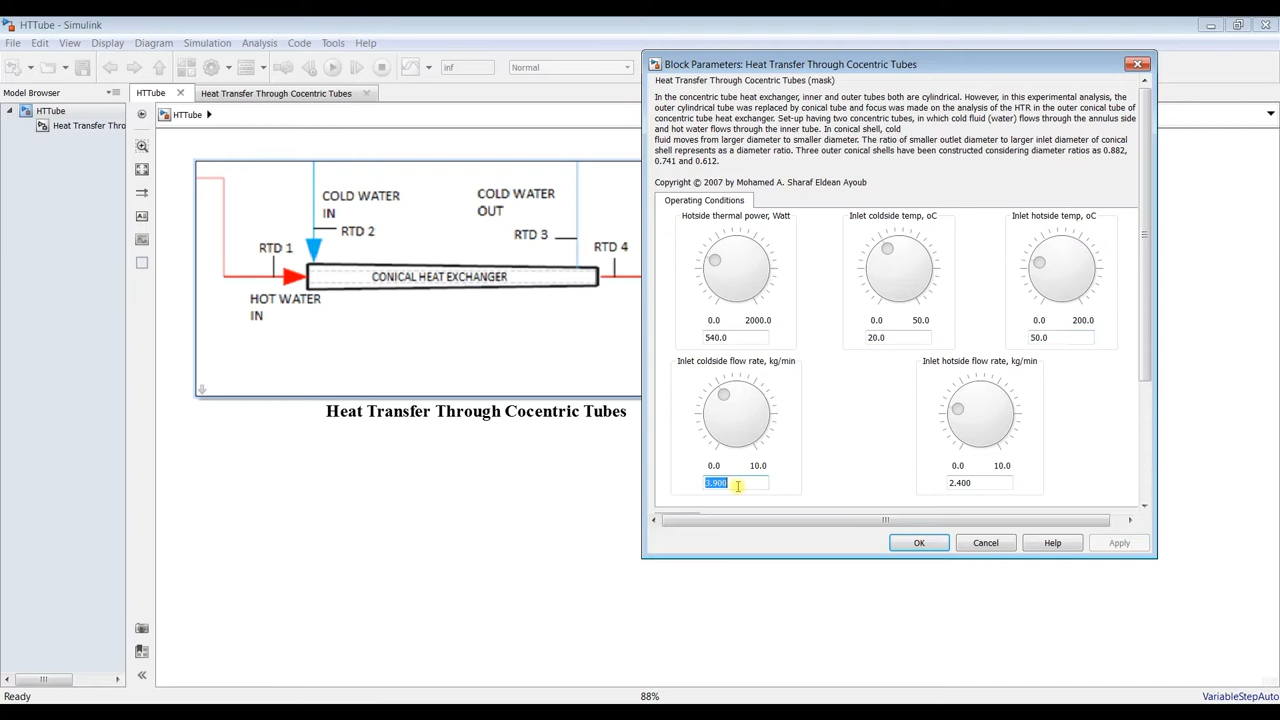 HTTube - Simulink
File Edit View Display Diagram Simulation Analysis Code Tools Help
inf Normal
Model Browser
HTTube
Heat Transfer Through Cocentric Tubes
HTTube
Heat Transfer Thro
HTTube
COLD WATER
IN
RTD 2
COLD WATER
OUT
RTD 3
RTD 1
RTD 4
CONICAL HEAT EXCHANGER
HOT WATER
IN
Heat Transfer Through Cocentric Tubes
Block Parameters: Heat Transfer Through Cocentric Tubes
Heat Transfer Through Cocentric Tubes (mask)
In the concentric tube heat exchanger, inner and outer tubes both are cylindrical. However, in this experimental analysis, the
outer cylindrical tube was replaced by conical tube and focus was made on the analysis of the HTR in the outer conical tube of
concentric tube heat exchanger. Set-up having two concentric tubes, in which cold fluid (water) flows through the annulus side
and hot water flows through the inner tube. In conical shell, cold
fluid moves from larger diameter to smaller diameter. The ratio of smaller outlet diameter to larger inlet diameter of conical
shell represents as a diameter ratio. Three outer conical shells have been constructed considering diameter ratios as 0.882,
0.741 and 0.612.
Copyright © 2007 by Mohamed A. Sharaf Eldean Ayoub
Operating Conditions
Hotside thermal power, Watt
0.0 2000.0
540.0
Inlet coldside temp, oC
0.0 50.0
20.0
Inlet hotside temp, oC
0.0 200.0
50.0
Inlet coldside flow rate, kg/min
0.0 10.0
3.900
Inlet hotside flow rate, kg/min
0.0 10.0
2.400
OK Cancel Help Apply
Ready 88% VariableStepAuto